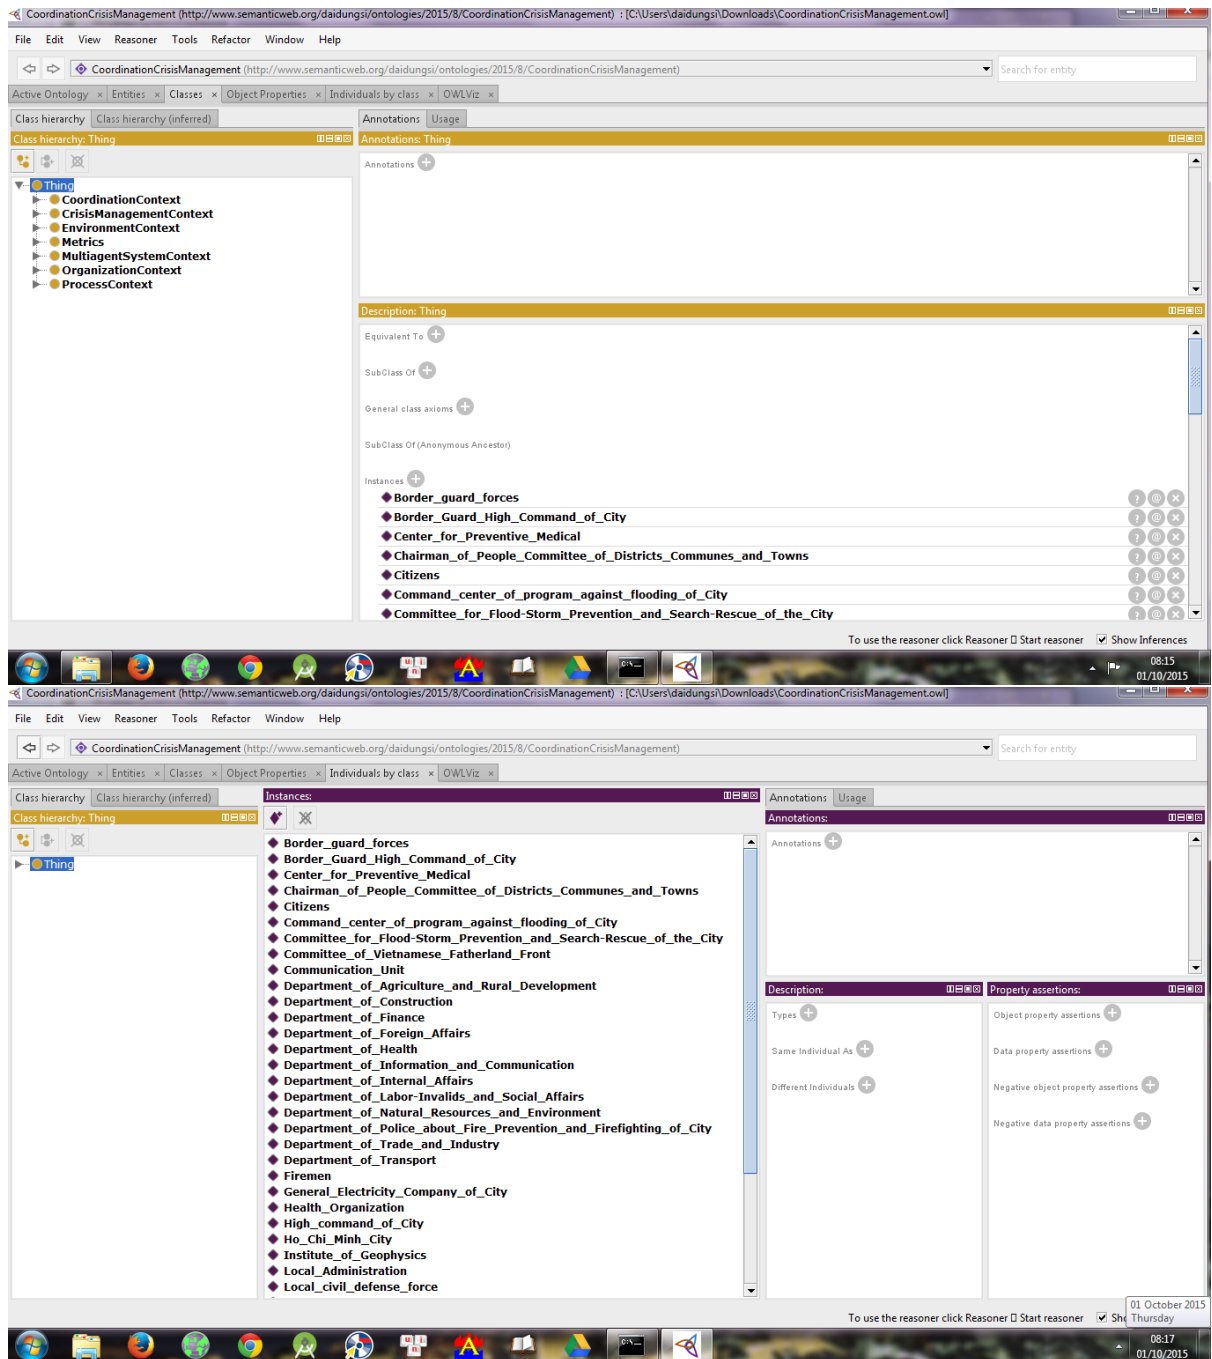 CoordinationCrisisManagement (http://www.semanticweb.org/daidungsi/ontologies/2015/8/CoordinationCrisisManagement) : [C:\Users\daidungsi\Downloads\CoordinationCrisisManagement.owl]
File Edit View Reasoner Tools Refactor Window Help
CoordinationCrisisManagement (http://www.semanticweb.org/daidungsi/ontologies/2015/8/CoordinationCrisisManagement)
Search for entity
Active Ontology × Entities × Classes × Object Properties × Individuals by class × OWLViz ×
Class hierarchy Class hierarchy (inferred)
Class hierarchy: Thing
Thing
CoordinationContext
CrisisManagementContext
EnvironmentContext
Metrics
MultiagentSystemContext
OrganizationContext
ProcessContext
Annotations Usage
Annotations: Thing
Annotations
Description: Thing
Equivalent To
SubClass Of
General class axioms
SubClass Of (Anonymous Ancestor)
Instances
Border_guard_forces
Border_Guard_High_Command_of_City
Center_for_Preventive_Medical
Chairman_of_People_Committee_of_Districts_Communes_and_Towns
Citizens
Command_center_of_program_against_flooding_of_City
Committee_for_Flood-Storm_Prevention_and_Search-Rescue_of_the_City
To use the reasoner click Reasoner Start reasoner Show Inferences
08:15
01/10/2015
CoordinationCrisisManagement (http://www.semanticweb.org/daidungsi/ontologies/2015/8/CoordinationCrisisManagement) : [C:\Users\daidungsi\Downloads\CoordinationCrisisManagement.owl]
File Edit View Reasoner Tools Refactor Window Help
CoordinationCrisisManagement (http://www.semanticweb.org/daidungsi/ontologies/2015/8/CoordinationCrisisManagement)
Search for entity
Active Ontology × Entities × Classes × Object Properties × Individuals by class × OWLViz ×
Class hierarchy Class hierarchy (inferred)
Class hierarchy: Thing
Thing
Instances:
Border_guard_forces
Border_Guard_High_Command_of_City
Center_for_Preventive_Medical
Chairman_of_People_Committee_of_Districts_Communes_and_Towns
Citizens
Command_center_of_program_against_flooding_of_City
Committee_for_Flood-Storm_Prevention_and_Search-Rescue_of_the_City
Committee_of_Vietnamese_Fatherland_Front
Communication_Unit
Department_of_Agriculture_and_Rural_Development
Department_of_Construction
Department_of_Finance
Department_of_Foreign_Affairs
Department_of_Health
Department_of_Information_and_Communication
Department_of_Internal_Affairs
Department_of_Labor-Invalids_and_Social_Affairs
Department_of_Natural_Resources_and_Environment
Department_of_Police_about_Fire_Prevention_and_Firefighting_of_City
Department_of_Trade_and_Industry
Department_of_Transport
Firemen
General_Electricity_Company_of_City
Health_Organization
High_command_of_City
Ho_Chi_Minh_City
Institute_of_Geophysics
Local_Administration
Local_civil_defense_force
Annotations Usage
Annotations:
Annotations
Description:
Types
Same Individual As
Different Individuals
Property assertions:
Object property assertions
Data property assertions
Negative object property assertions
Negative data property assertions
To use the reasoner click Reasoner Start reasoner Sho
01 October 2015
Thursday
08:17
01/10/2015